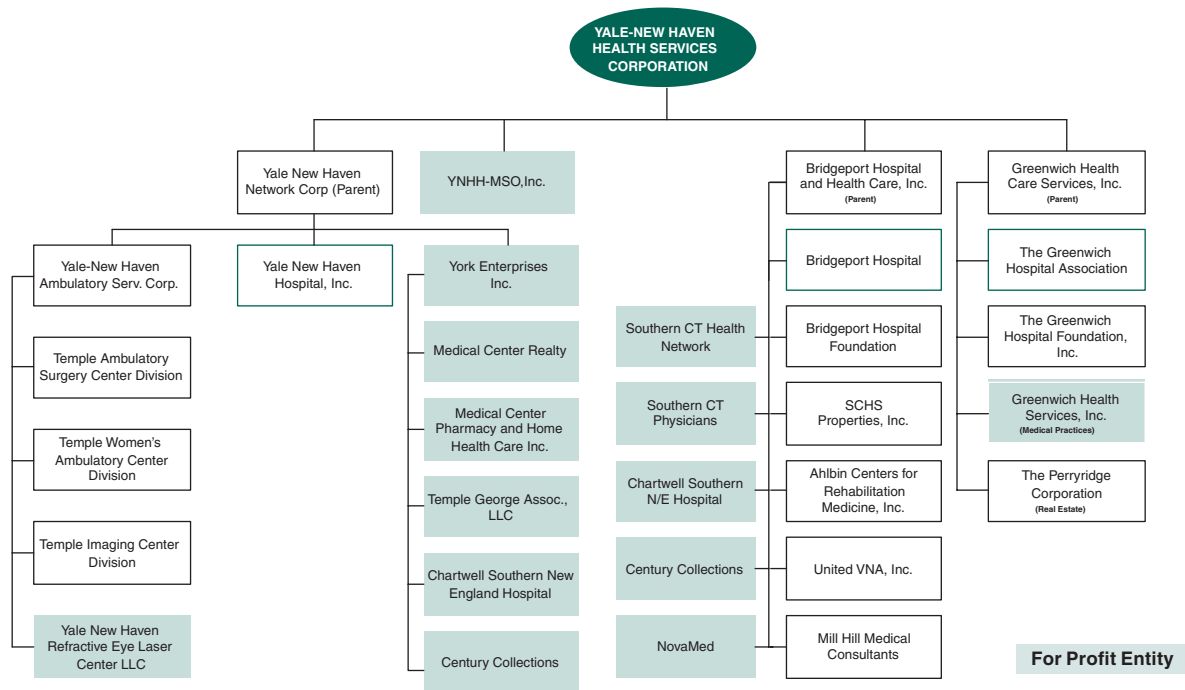 YALE-NEW HAVEN
HEALTH SERVICES
CORPORATION
Yale New Haven
Network Corp (Parent)
YNHH-MSO,Inc.
Bridgeport Hospital
and Health Care, Inc.
(Parent)
Greenwich Health
Care Services, Inc.
(Parent)
Yale-New Haven
Ambulatory Serv. Corp.
Temple Ambulatory
Surgery Center Division
Temple Women's
Ambulatory Center
Division
Temple Imaging Center
Division
Yale New Haven
Refractive Eye Laser
Center LLC
Yale New Haven
Hospital, Inc.
York Enterprises
Inc.
Medical Center Realty
Medical Center
Pharmacy and Home
Health Care Inc.
Temple George Assoc.,
LLC
Chartwell Southern New
England Hospital
Century Collections
Southern CT Health
Network
Southern CT
Physicians
Chartwell Southern
N/E Hospital
Century Collections
NovaMed
Bridgeport Hospital
Bridgeport Hospital
Foundation
SCHS
Properties, Inc.
Ahlbin Centers for
Rehabilitation
Medicine, Inc.
United VNA, Inc.
Mill Hill Medical
Consultants
The Greenwich
Hospital Association
The Greenwich
Hospital Foundation,
Inc.
Greenwich Health
Services, Inc.
(Medical Practices)
The Perryridge
Corporation
(Real Estate)
For Profit Entity